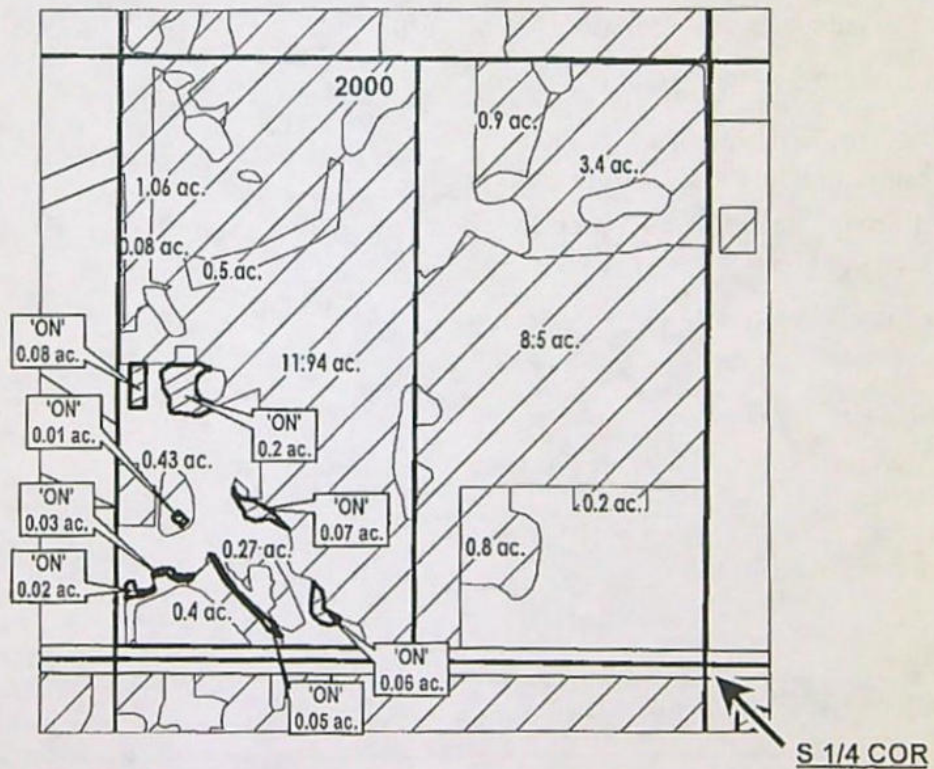 2000
0.9 ac.
3.4 ac.
1.06 ac.
0.08 ac.
0.5 ac.
'ON'
0.08 ac.
11.94 ac.
8.5 ac.
'ON'
0.01 ac.
'ON'
0.2 ac.
0.43 ac.
'ON'
0.03 ac.
'ON'
0.07 ac.
0.2 ac.
0.27 ac.
0.8 ac.
'ON'
0.02 ac.
0.4 ac.
'ON'
0.06 ac.
'ON'
0.05 ac.
S 1/4 COR